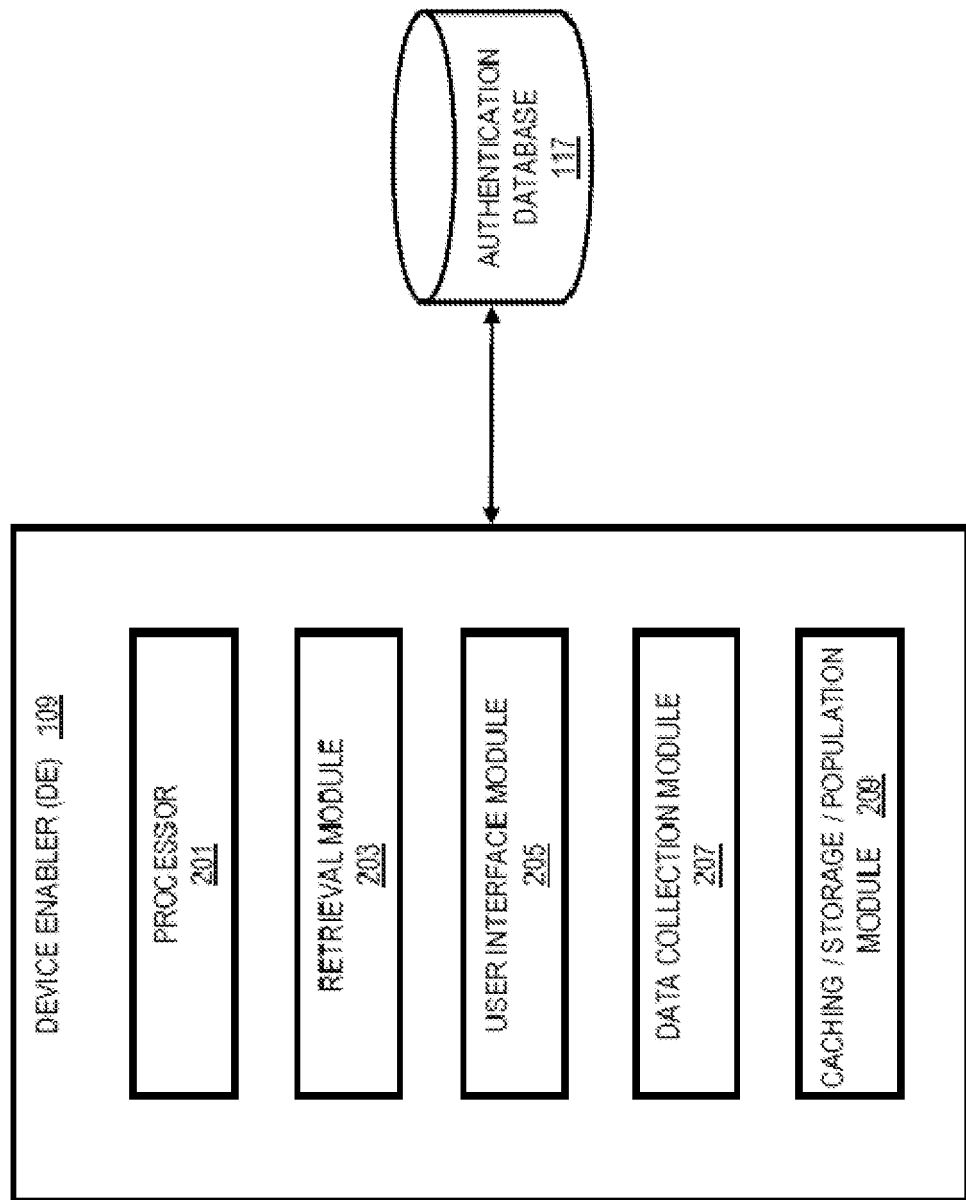 DEVICE ENABLER (DE) 109
PROCESSOR
201
RETRIEVAL MODULE
203
USER INTERFACE MODULE
205
DATA COLLECTION MODULE
207
CACHING / STORAGE / POPULATION
MODULE 209
AUTHENTICATION
DATABASE
117